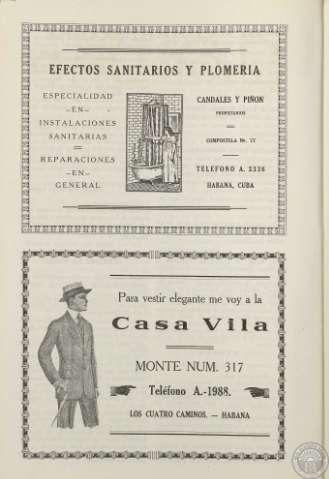 EFECTOS SANITARIOS Y PLOMERIA
ESPECIALIDAD
-EN-
INSTALACIONES
SANITARIAS
=
REPARACIONES
-EN-
GENERAL
CANDALES Y PIÑON
PROPIETARIOS
COMPOSTELA No. 17
TELEFONO A. 3336
HABANA, CUBA
Para vestir elegante me voy a la
Casa Vila
MONTE NUM. 317
Teléfono A.-1988.
LOS CUATRO CAMINOS. — HABANA